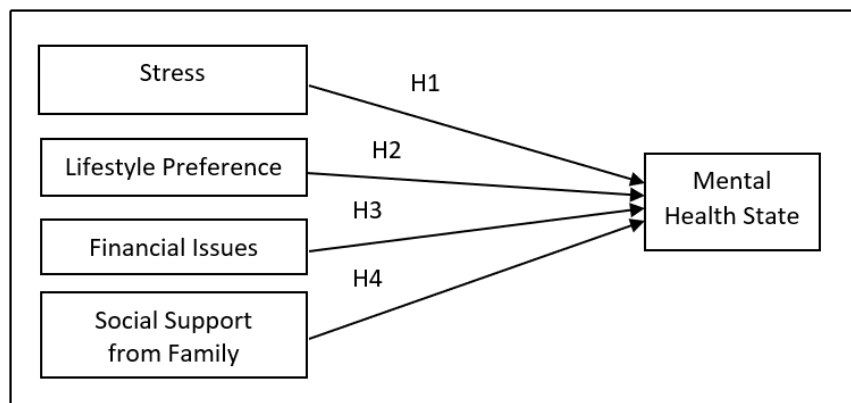 Stress
H1
Lifestyle Preference
H2
Mental
Health State
H3
Financial Issues
H4
Social Support
from Family